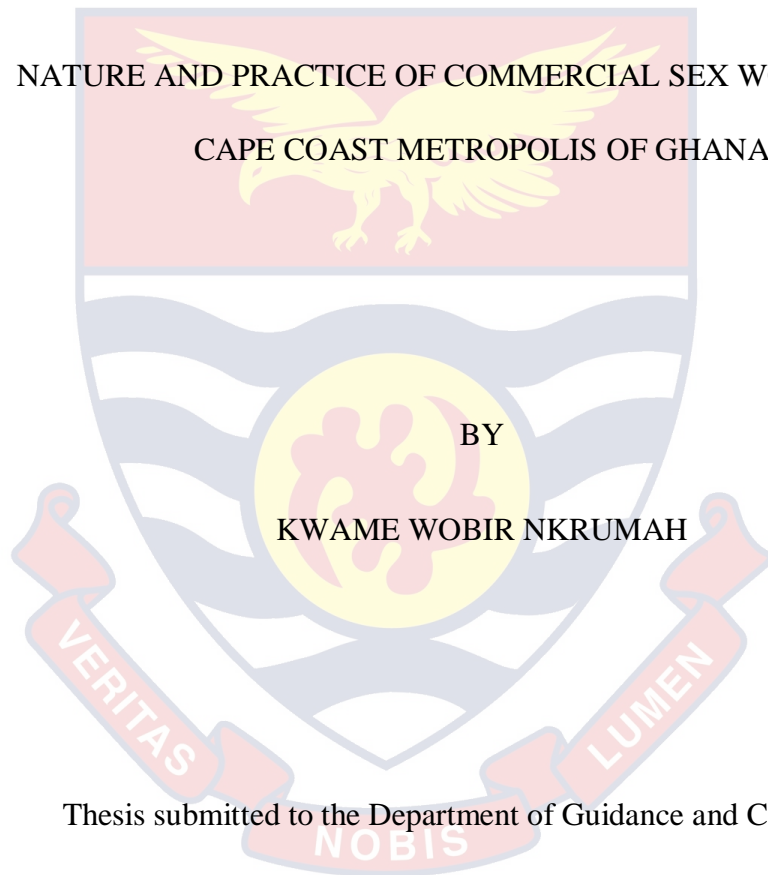 NATURE AND PRACTICE OF COMMERCIAL SEX
CAPE COAST METROPOLIS OF GHANA
BY
KWAME WOBIR NKRUMAH
VERITAS
LUMEN
Thesis submitted to the Department of Guidance and
NOBIS